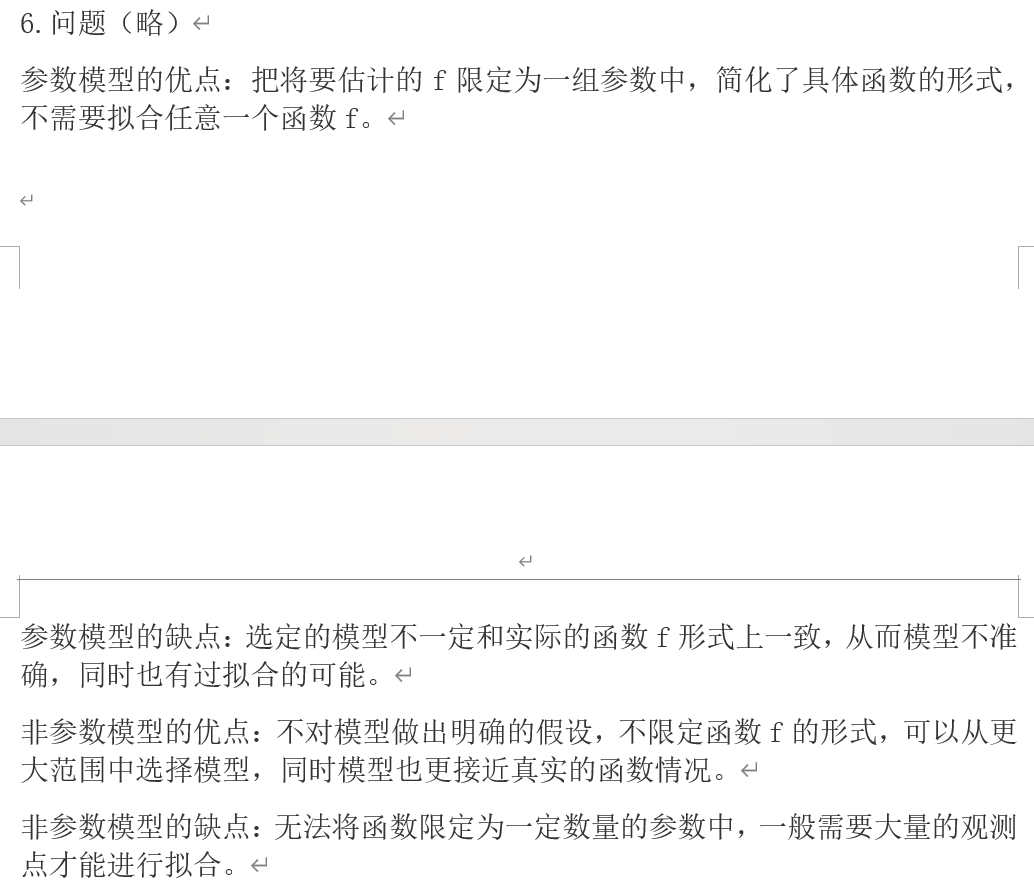 6.问题（略）
参数模型的优点：把将要估计的 f 限定为一组参数中，简化了具体函数的形式，
不需要拟合任意一个函数 f。
参数模型的缺点：选定的模型不一定和实际的函数 f 形式上一致，从而模型不准
确，同时也有过拟合的可能。
非参数模型的优点：不对模型做出明确的假设，不限定函数 f 的形式，可以从更
大范围中选择模型，同时模型也更接近真实的函数情况。
非参数模型的缺点：无法将函数限定为一定数量的参数中，一般需要大量的观测
点才能进行拟合。